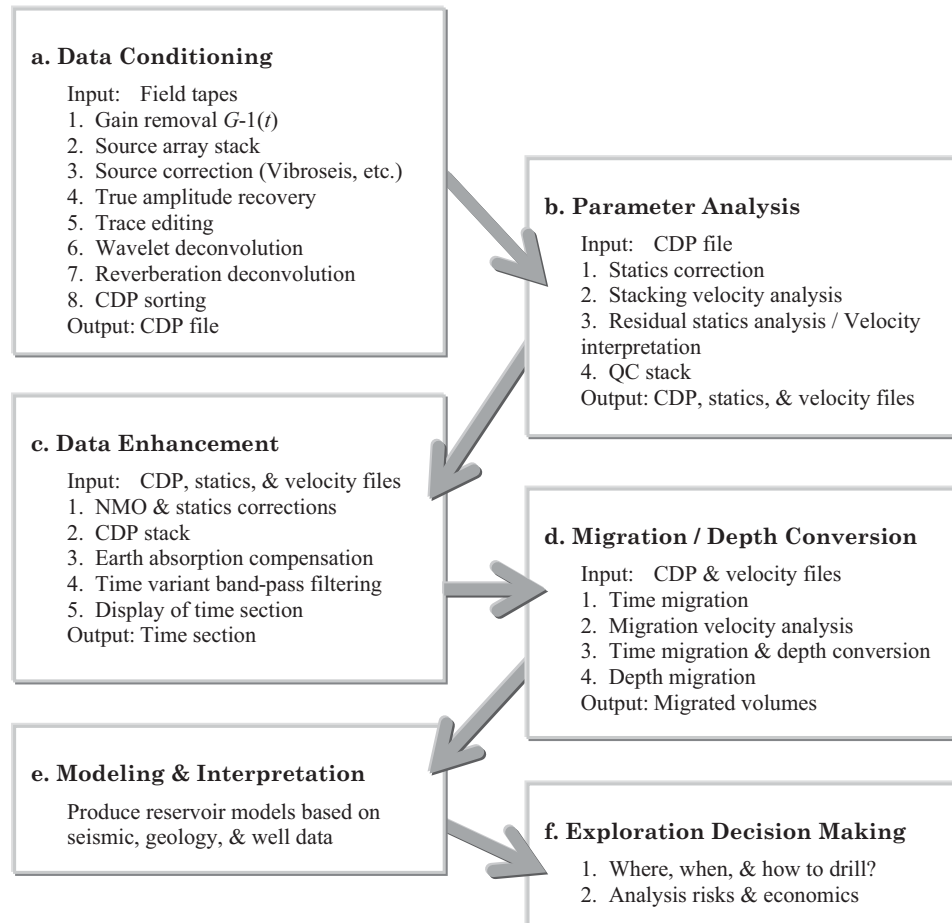 a. Data Conditioning
Input: Field tapes
1. Gain removal G-1(t)
2. Source array stack
3. Source correction (Vibroseis, etc.)
4. True amplitude recovery
5. Trace editing
6. Wavelet deconvolution
7. Reverberation deconvolution
8. CDP sorting
Output: CDP file
b. Parameter Analysis
Input: CDP file
1. Statics correction
2. Stacking velocity analysis
3. Residual statics analysis / Velocity
interpretation
4. QC stack
Output: CDP, statics, & velocity files
c. Data Enhancement
Input: CDP, statics, & velocity files
1. NMO & statics corrections
2. CDP stack
3. Earth absorption compensation
4. Time variant band-pass filtering
5. Display of time section
Output: Time section
d. Migration / Depth Conversion
Input: CDP & velocity files
1. Time migration
2. Migration velocity analysis
3. Time migration & depth conversion
4. Depth migration
Output: Migrated volumes
e. Modeling & Interpretation
Produce reservoir models based on
seismic, geology, & well data
f. Exploration Decision Making
1. Where, when, & how to drill?
2. Analysis risks & economics